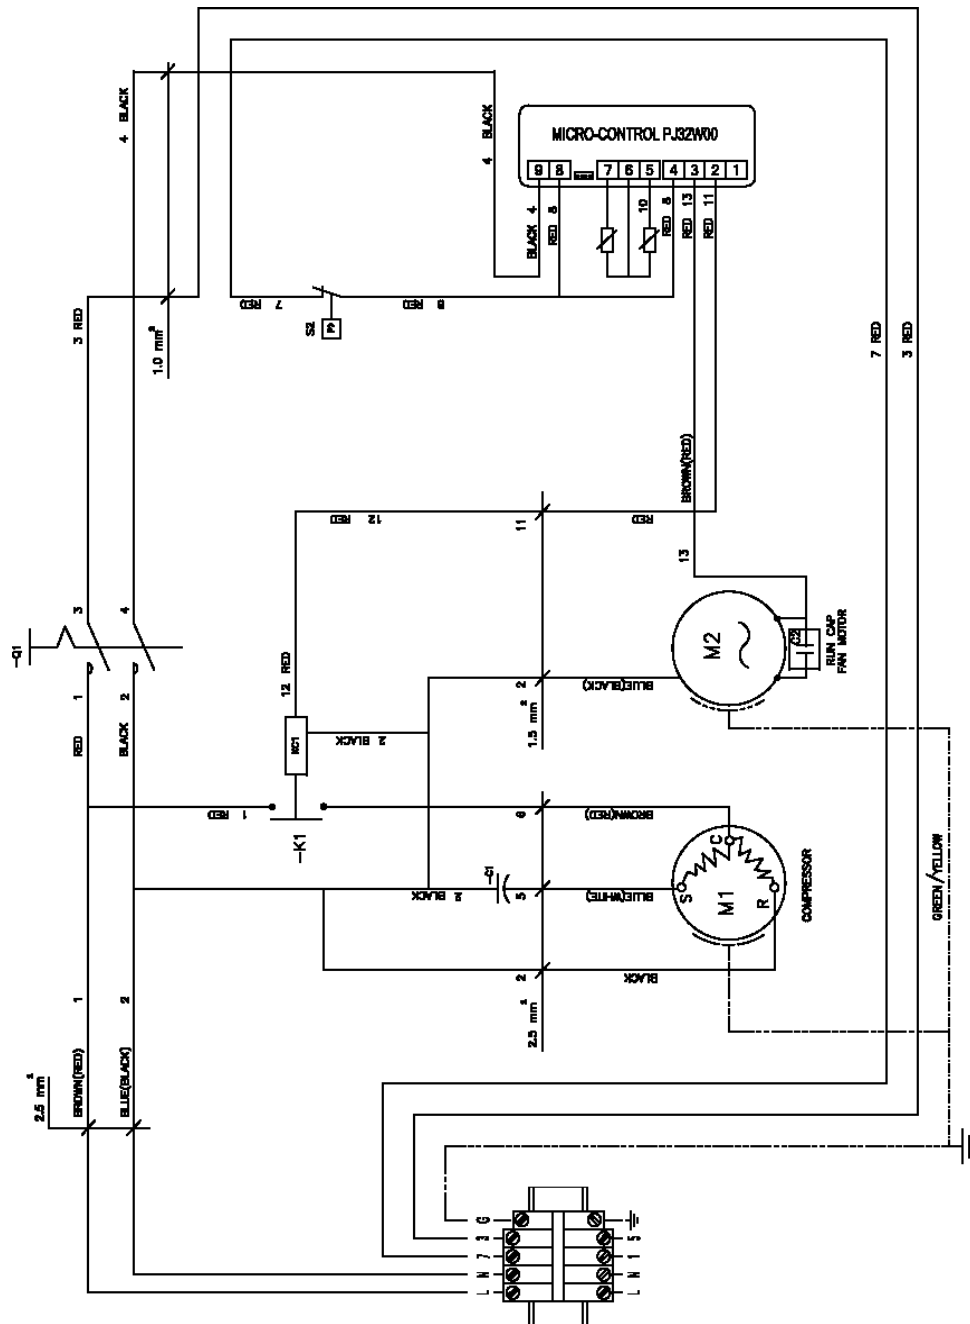 MICRO-CONTROL PJ32W00
9 8 7 6 5 4 3 2 1
4 BLACK
4 BLACK
BLACK 4
RED 8
10
RED 8
RED 13
RED 11
3 RED
1.0 mm²
RED 7
RED 8
S2
7 RED
3 RED
BROWN(RED)
RED 12
11
RED
13
-Q1
3
4
1
2
RED
BLACK
12 RED
KC1
2 BLACK
2
1.5 mm²
BLUE(BLACK)
M2
C2
RUN CAP
FAN MOTOR
1 RED
-K1
6
BROWN(RED)
2 BLACK
-C1
5
BLUE(WHITE)
S
C
R
M1
COMPRESSOR
GREEN/YELLOW
2
2.5 mm²
BLACK
1
2
2.5 mm²
BROWN(RED)
BLUE(BLACK)
G
3 5
7 1
N N
L L